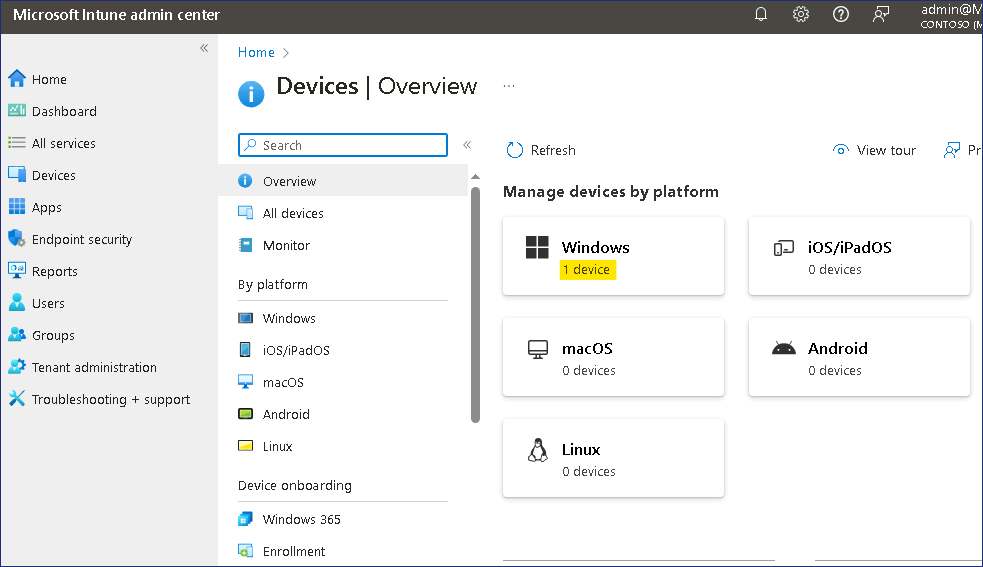 Microsoft Intune admin center
admin@M
CONTOSO (M
«
Home
Dashboard
All services
Devices
Apps
Endpoint security
Reports
Users
Groups
Tenant administration
Troubleshooting + support
Home >
Devices | Overview ...
Search
«
Overview
All devices
Monitor
By platform
Windows
iOS/iPadOS
macOS
Android
Linux
Device onboarding
Windows 365
Enrollment
Refresh
View tour
Pr
Manage devices by platform
Windows
1 device
iOS/iPadOS
0 devices
macOS
0 devices
Android
0 devices
Linux
0 devices